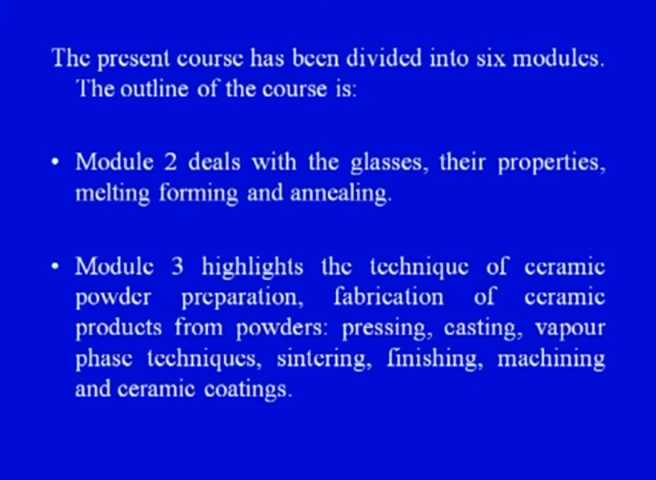 The present course has been divided into six modules.
The outline of the course is:
• Module 2 deals with the glasses, their properties,
melting forming and annealing.
• Module 3 highlights the technique of ceramic
powder preparation, fabrication of ceramic
products from powders: pressing, casting, vapour
phase techniques, sintering, finishing, machining
and ceramic coatings.